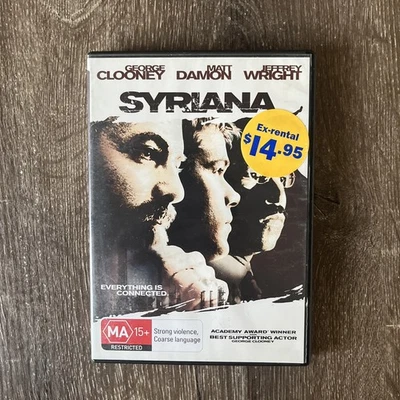 GEORGE CLOONEY MATT DAMON JEFFREY WRIGHT
SYRIANA
Ex-rental
$14.95
EVERYTHING IS
CONNECTED.
MA 15+
RESTRICTED
Strong violence,
Coarse language
ACADEMY AWARD WINNER
BEST SUPPORTING ACTOR
GEORGE CLOONEY